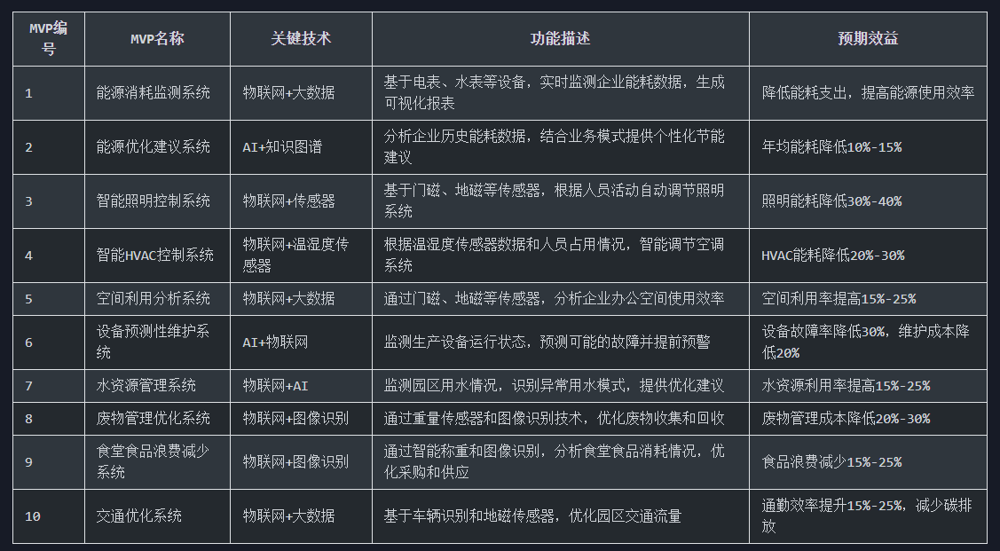 MVP编
号
MVP名称
关键技术
功能描述
预期效益
1
能源消耗监测系统
物联网+大数据
基于电表、水表等设备，实时监测企业能耗数据，生成
可视化报表
降低能耗支出，提高能源使用效率
2
能源优化建议系统
AI+知识图谱
分析企业历史能耗数据，结合业务模式提供个性化节能
建议
年均能耗降低10%-15%
3
智能照明控制系统
物联网+传感器
基于门磁、地磁等传感器，根据人员活动自动调节照明
系统
照明能耗降低30%-40%
4
智能HVAC控制系统
物联网+温湿度传
感器
根据温湿度传感器数据和人员占用情况，智能调节空调
系统
HVAC能耗降低20%-30%
5
空间利用分析系统
物联网+大数据
通过门磁、地磁等传感器，分析企业办公空间使用效率
空间利用率提高15%-25%
6
设备预测性维护系
统
AI+物联网
监测生产设备运行状态，预测可能的故障并提前预警
设备故障率降低30%，维护成本降
低20%
7
水资源管理系统
物联网+AI
监测园区用水情况，识别异常用水模式，提供优化建议
水资源利用率提高15%-25%
8
废物管理优化系统
物联网+图像识别
通过重量传感器和图像识别技术，优化废物收集和回收
废物管理成本降低20%-30%
9
食堂食品浪费减少
系统
物联网+图像识别
通过智能称重和图像识别，分析食堂食品消耗情况，优
化采购和供应
食品浪费减少15%-25%
10
交通优化系统
物联网+大数据
基于车辆识别和地磁传感器，优化园区交通流量
通勤效率提升15%-25%，减少碳排
放